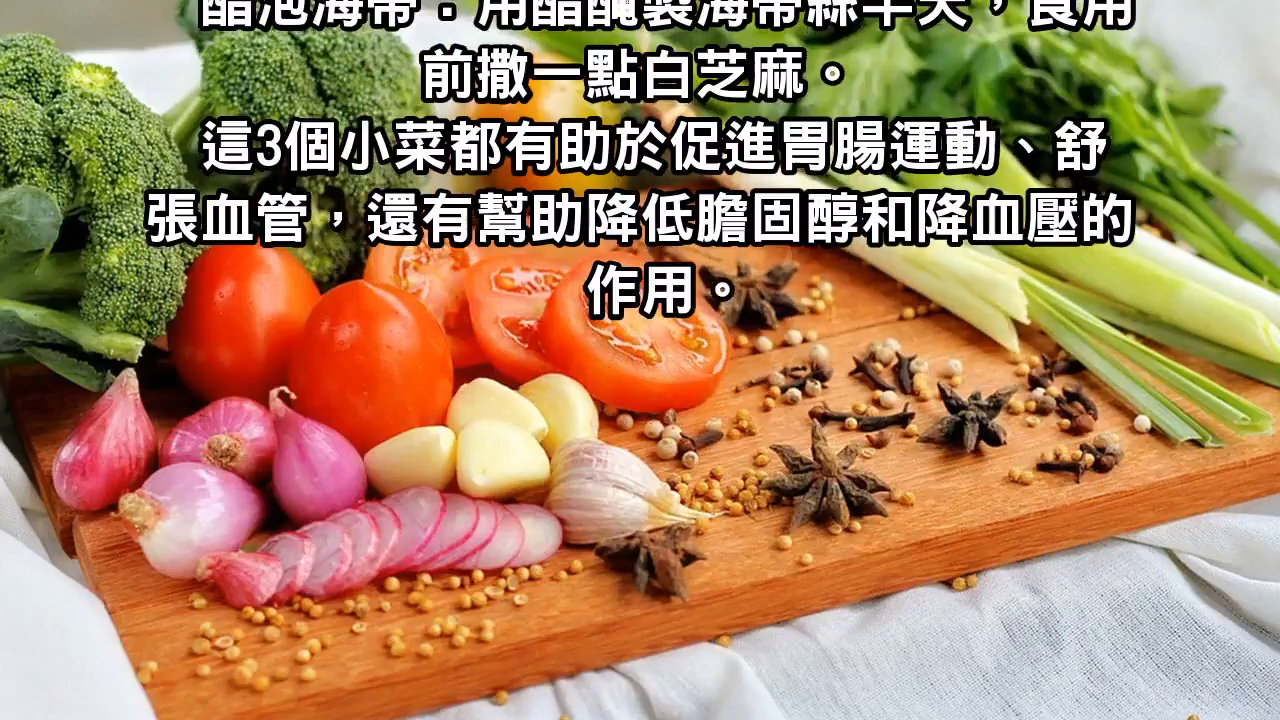 醋泡海帶：用醋醃製海帶絲半天，食用
前撒一點白芝麻。
這3個小菜都有助於促進胃腸運動、舒
張血管，還有幫助降低膽固醇和降血壓的
作用。